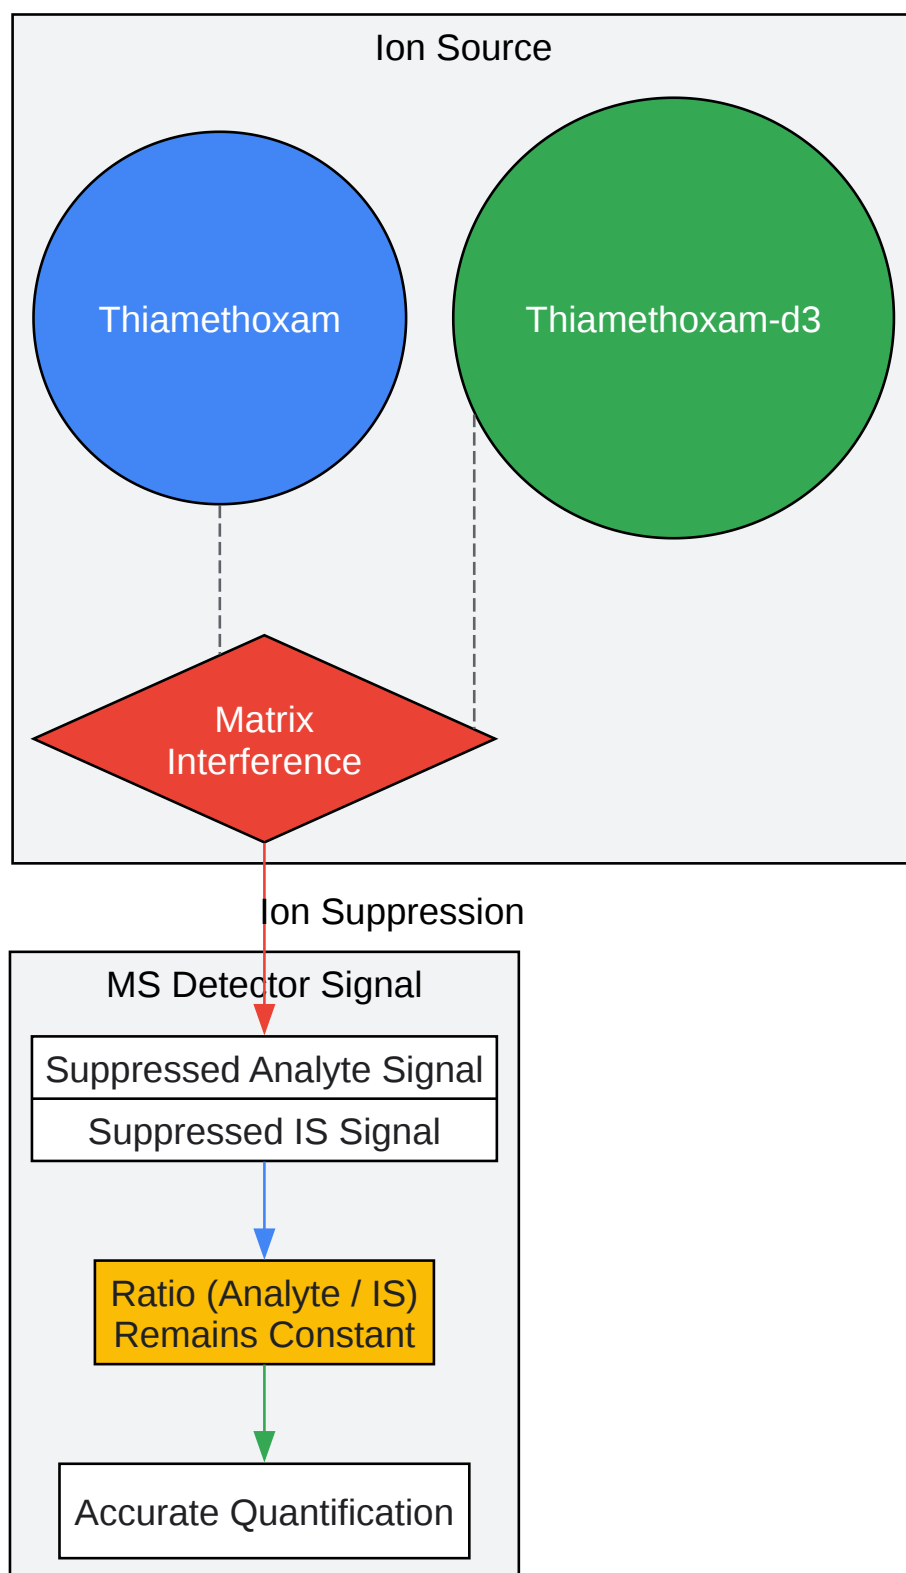 Ion Source
Thiamethoxam
Thiamethoxam-d3
Matrix
Interference
Ion Suppression
MS Detector Signal
Suppressed Analyte Signal
Suppressed IS Signal
Ratio (Analyte / IS)
Remains Constant
Accurate Quantification